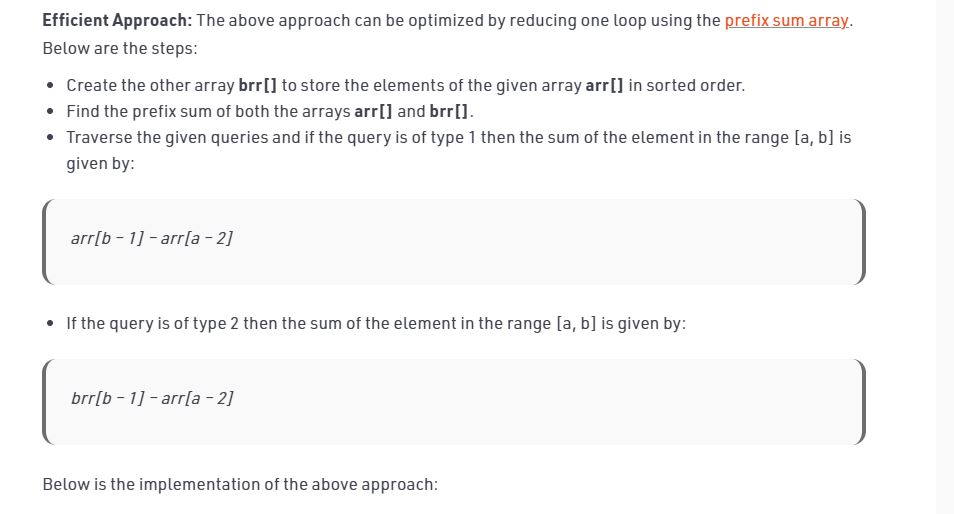 Efficient Approach: The above approach can be optimized by reducing one loop using the prefix sum array.
Below are the steps:
• Create the other array brr[] to store the elements of the given array arr[] in sorted order.
• Find the prefix sum of both the arrays arr[] and brr[].
• Traverse the given queries and if the query is of type 1 then the sum of the element in the range [a, b] is
given by:
arr[b – 1] – arr[a – 2]
• If the query is of type 2 then the sum of the element in the range [a, b] is given by:
brr[b – 1] – arr[a – 2]
Below is the implementation of the above approach: